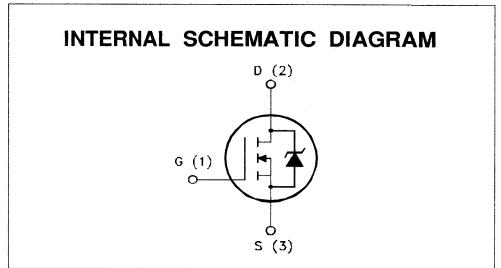 INTERNAL SCHEMATIC DIAGRAM
D (2)
G (1)
S (3)